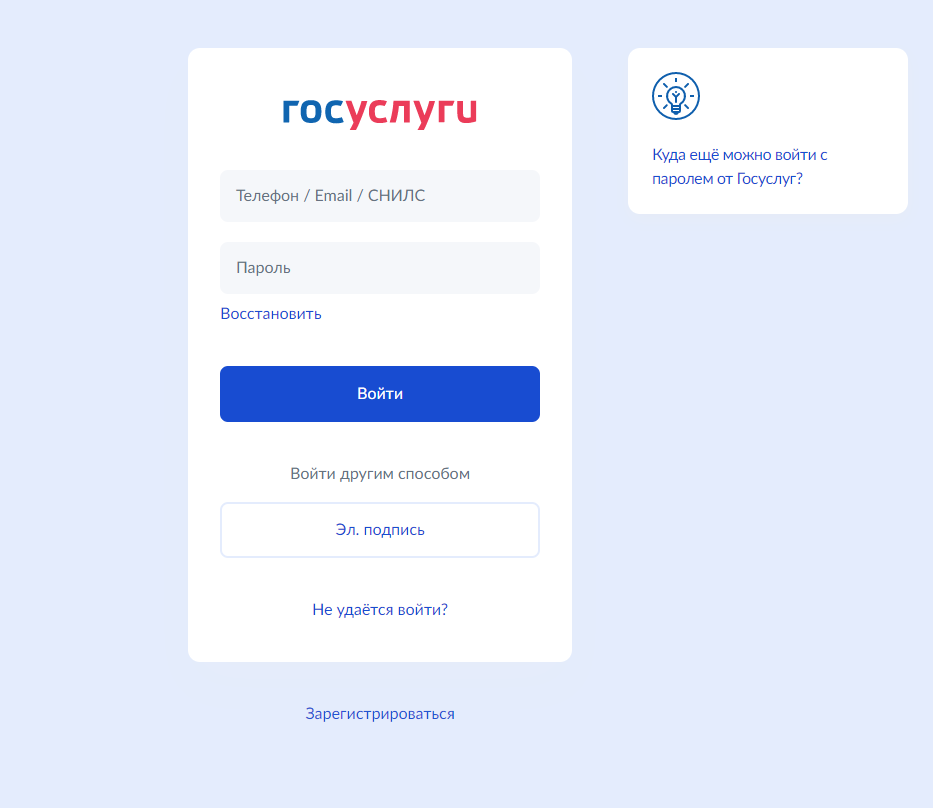 госуслуги
Телефон / Email / СНИЛС
Пароль
Восстановить
Войти
Войти другим способом
Эл. подпись
Не удаётся войти?
Зарегистрироваться
Куда ещё можно войти с
паролем от Госуслуг?